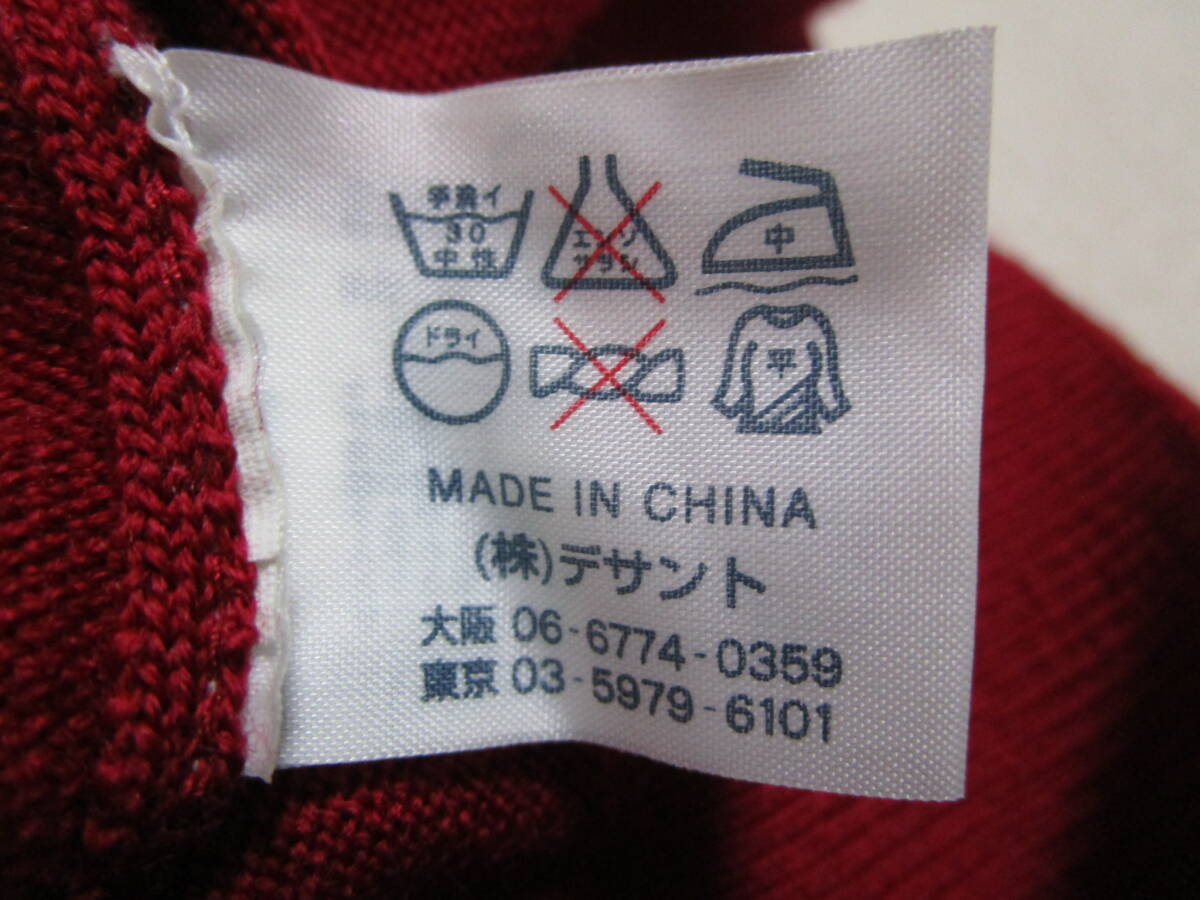 手洗イ
30
中性
エンソ
サラシ
中
ドライ
平
MADE IN CHINA
(株)デサント
大阪 06-6774-0359
東京 03-5979-6101